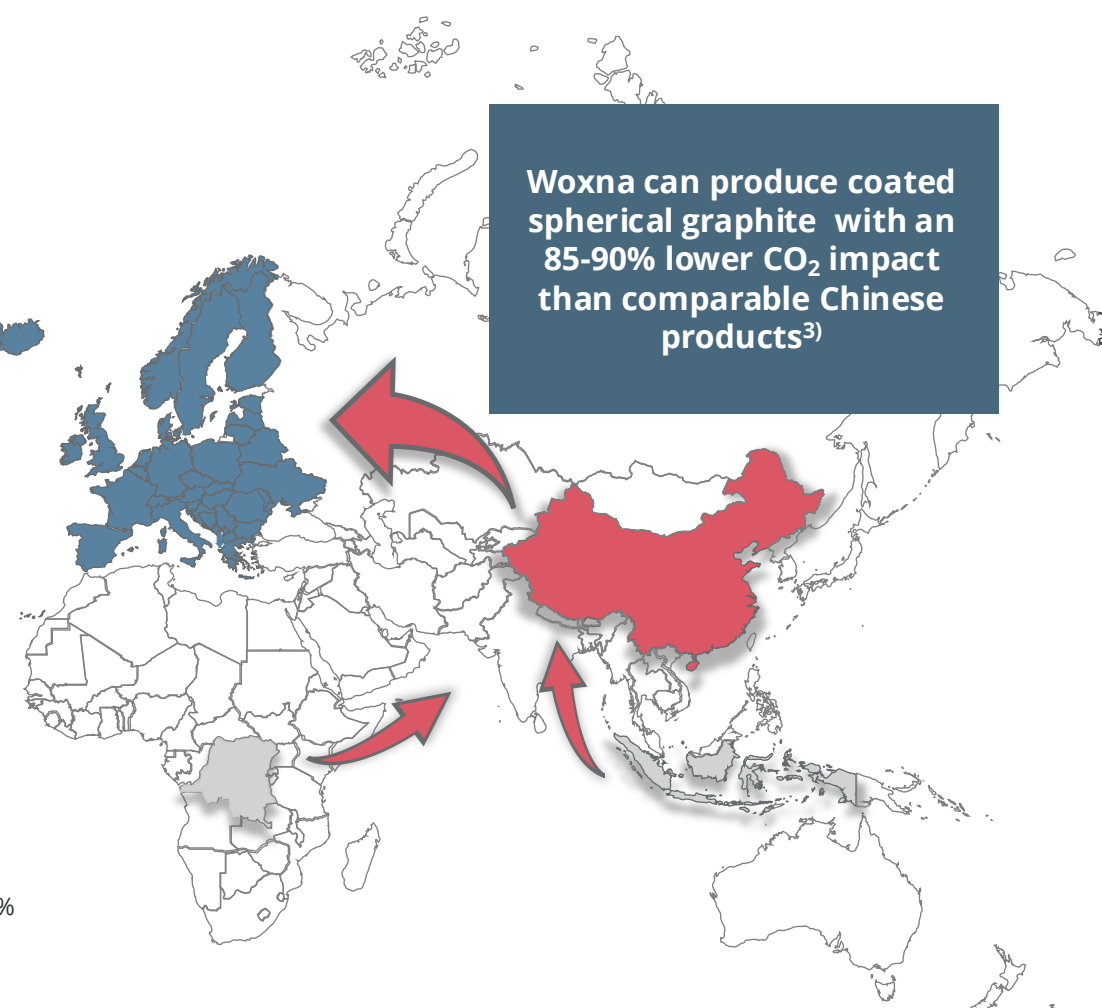 Woxna can produce coated
spherical graphite  with an
85-90% lower CO₂ impact
than comparable Chinese
products³⁾
%